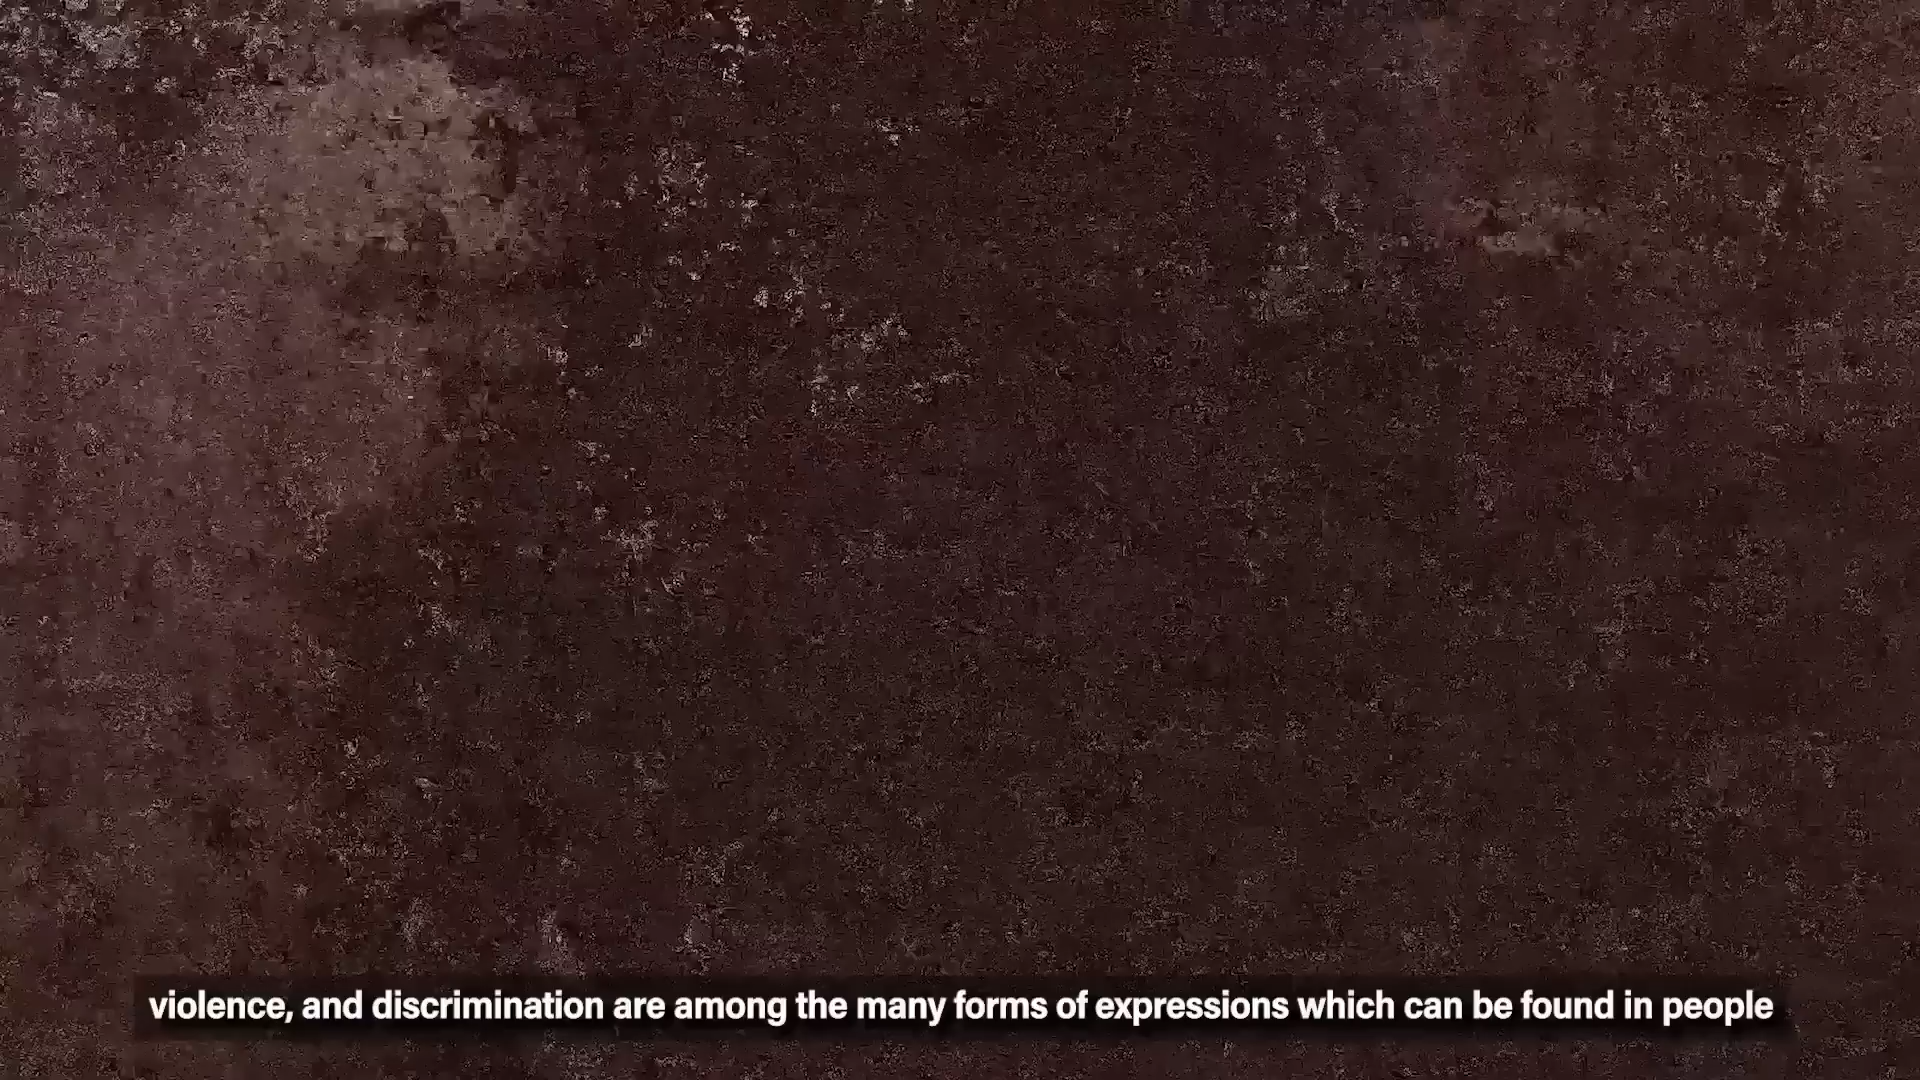 violence, and discrimination are among the many forms of expressions which can be found in people